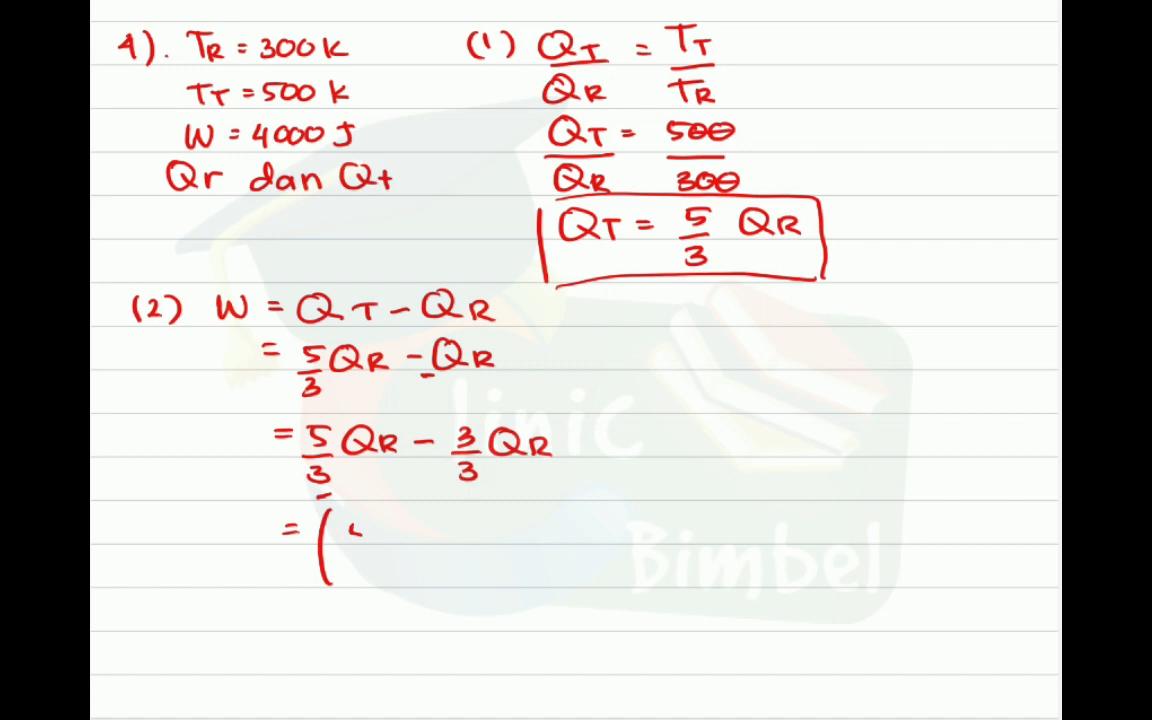 4). TR = 300 K
TT = 500 K
W = 4000 J
Qr dan Qt
(1) QT/QR = TT/TR
QT/QR = 500/300
QT = 5/3 QR
(2) W = QT - QR
= 5/3 QR - QR
= 5/3 QR - 3/3 QR
= (
linic
Bimbel